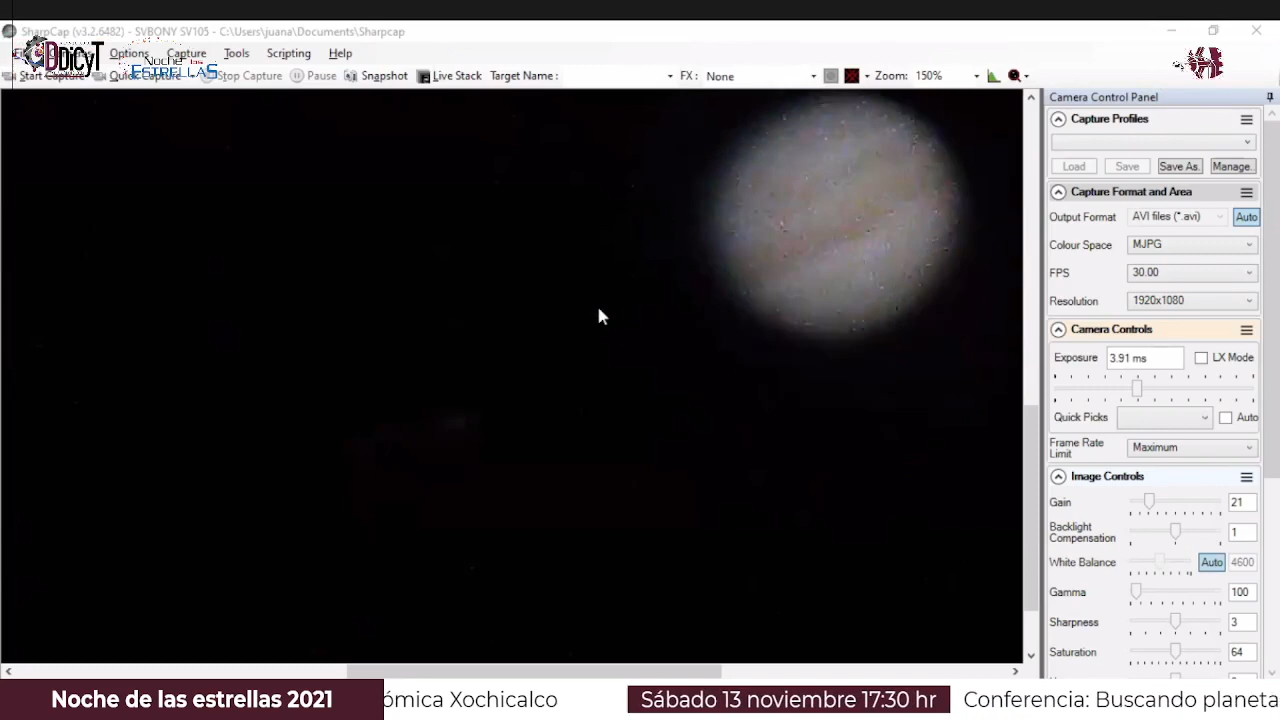 SharpCap (v3.2.6482) - SVBONY SV105 - C:\Users\juana\Documents\Sharpcap
DDicyT
Noche de las
ESTRELLAS
Options Capture Tools Scripting Help
Start Capture Quick Capture Stop Capture Pause Snapshot Live Stack Target Name : FX : None Zoom: 150%
Camera Control Panel
Capture Profiles
Load Save Save As. Manage.
Capture Format and Area
Output Format AVI files (*.avi) Auto
Colour Space MJPG
FPS 30.00
Resolution 1920x1080
Camera Controls
Exposure 3.91 ms LX Mode
Quick Picks Auto
Frame Rate
Limit Maximum
Image Controls
Gain 21
Backlight
Compensation 1
White Balance Auto 4600
Gamma 100
Sharpness 3
Saturation 64
Noche de las estrellas 2021 ómica Xochicalco Sábado 13 noviembre 17:30 hr Conferencia: Buscando planeta